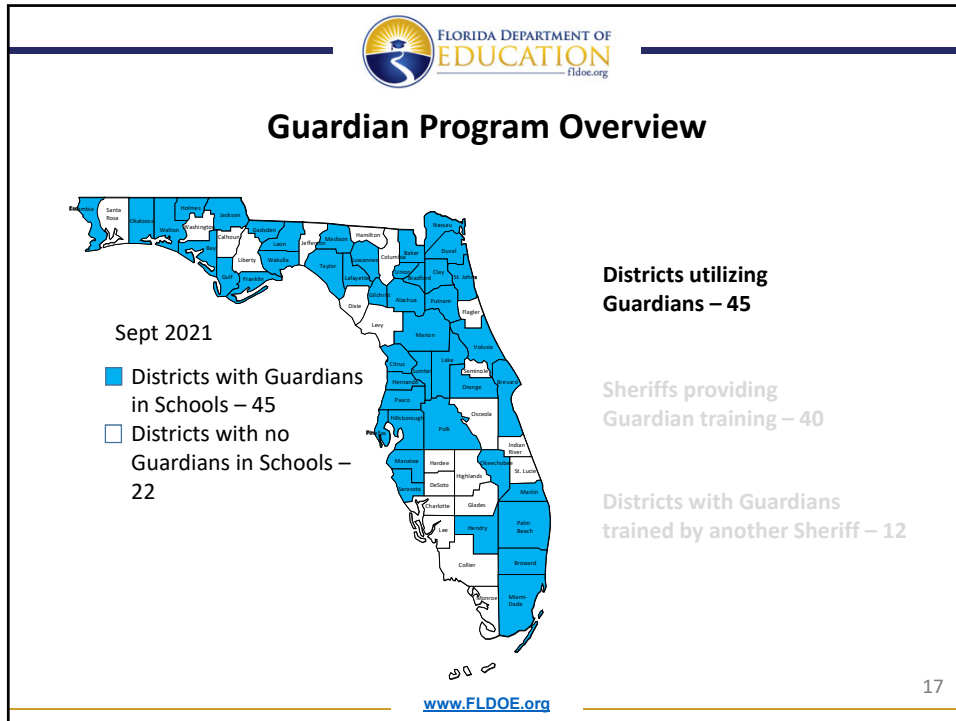 FLORIDA DEPARTMENT OF
EDUCATION
fldoe.org
Guardian Program Overview
Santa
Rosa
Okaloosa
Walton
Holmes
Washington
Jackson
Bay
Calhoun
Gulf
Liberty
Gadsden
Franklin
Leon
Wakulla
Jefferson
Madison
Taylor
Hamilton
Suwannee
Lafayette
Dixie
Columbia
Gilchrist
Levy
Baker
Union
Bradford
Alachua
Nassau
Duval
Clay
St. Johns
Putnam
Flagler
Marion
Volusia
Citrus
Sumter
Lake
Hernando
Seminole
Orange
Brevard
Pasco
Hillsborough
Polk
Osceola
Indian
River
Manatee
Hardee
Highlands
Okeechobee
St. Lucie
Sarasota
DeSoto
Martin
Charlotte
Glades
Lee
Hendry
Palm
Beach
Collier
Broward
Monroe
Miami-
Dade
Sept 2021
Districts with Guardians
in Schools – 45
Districts with no
Guardians in Schools –
22
Districts utilizing
Guardians – 45
Sheriffs providing
Guardian training – 40
Districts with Guardians
trained by another Sheriff – 12
www.FLDOE.org
17